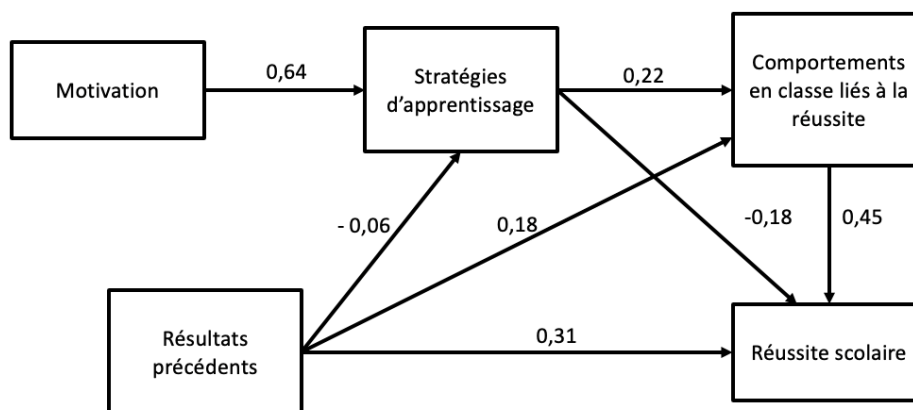 Motivation
0,64
Stratégies
d'apprentissage
0,22
Comportements
en classe liés à la
réussite
- 0,06
0,18
-0,18
0,45
Résultats
précédents
0,31
Réussite scolaire